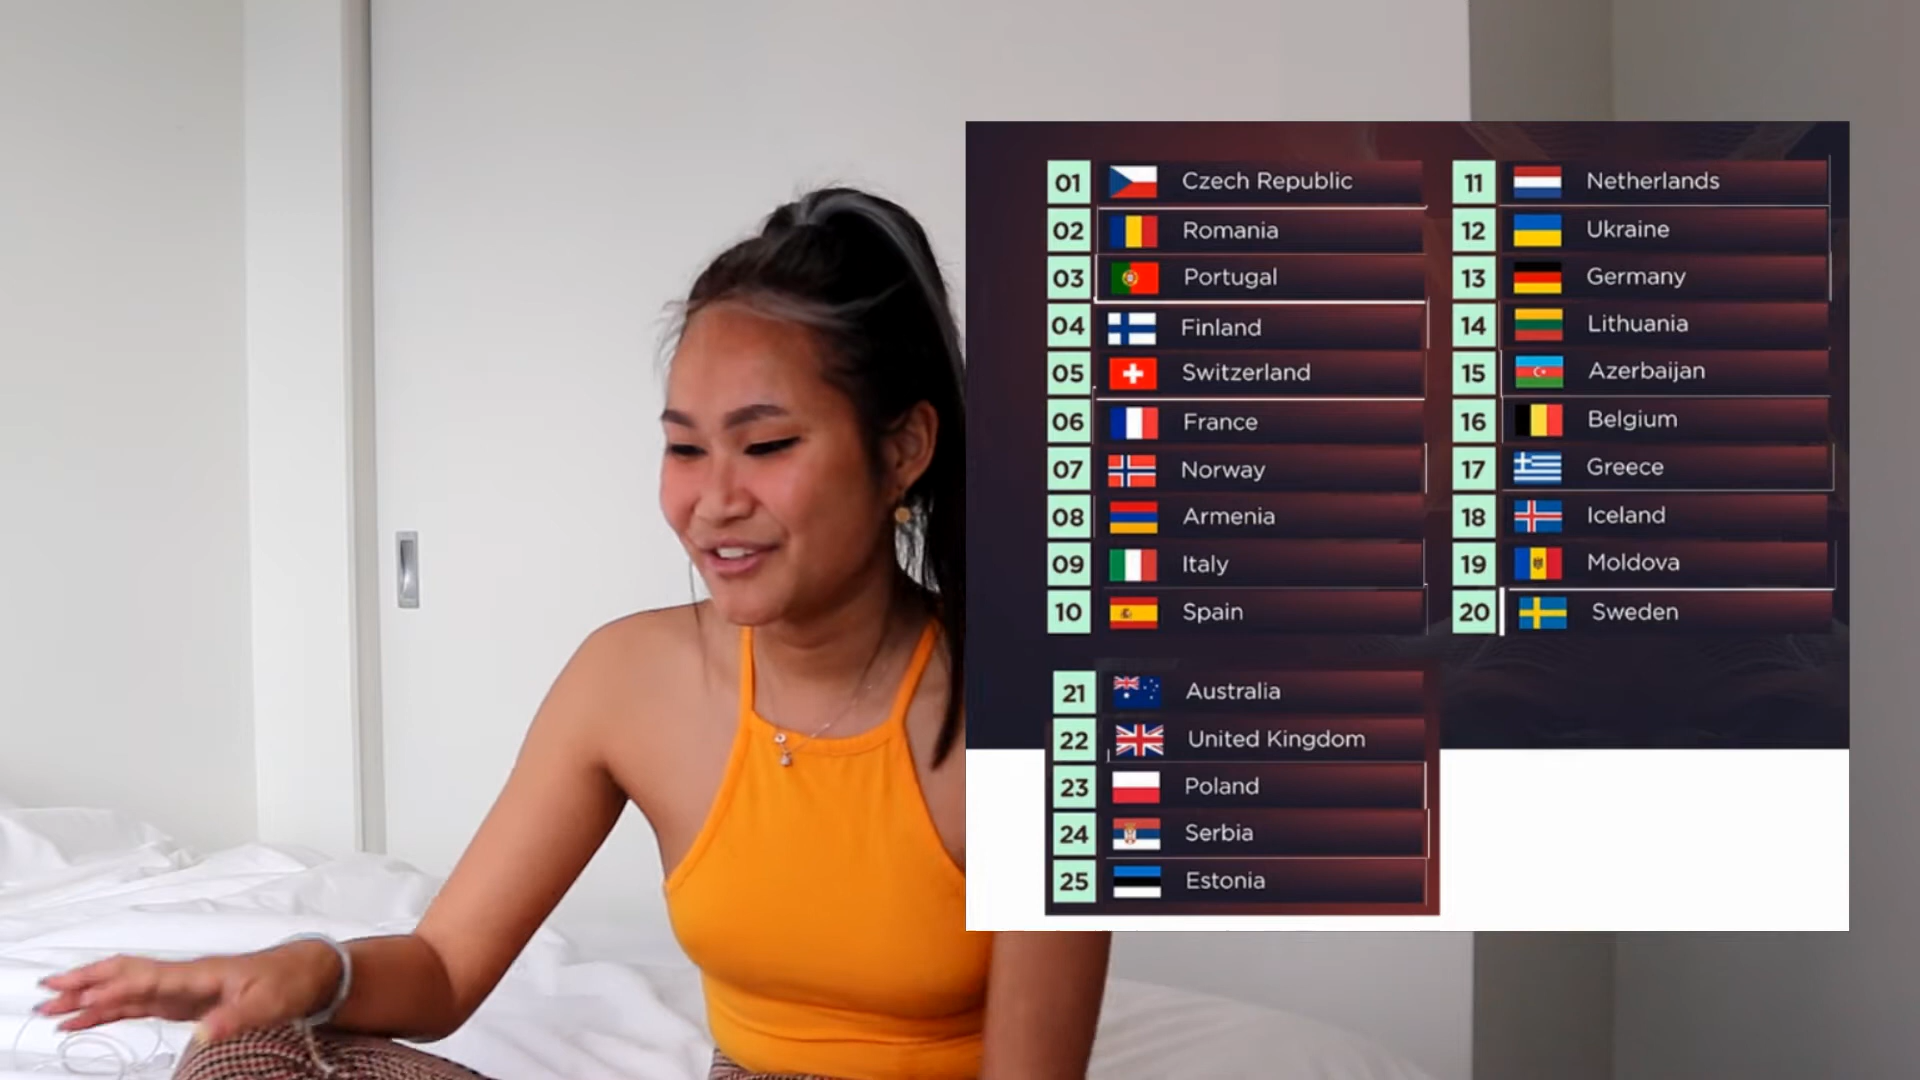 01 Czech Republic
02 Romania
03 Portugal
04 Finland
05 Switzerland
06 France
07 Norway
08 Armenia
09 Italy
10 Spain
11 Netherlands
12 Ukraine
13 Germany
14 Lithuania
15 Azerbaijan
16 Belgium
17 Greece
18 Iceland
19 Moldova
20 Sweden
21 Australia
22 United Kingdom
23 Poland
24 Serbia
25 Estonia